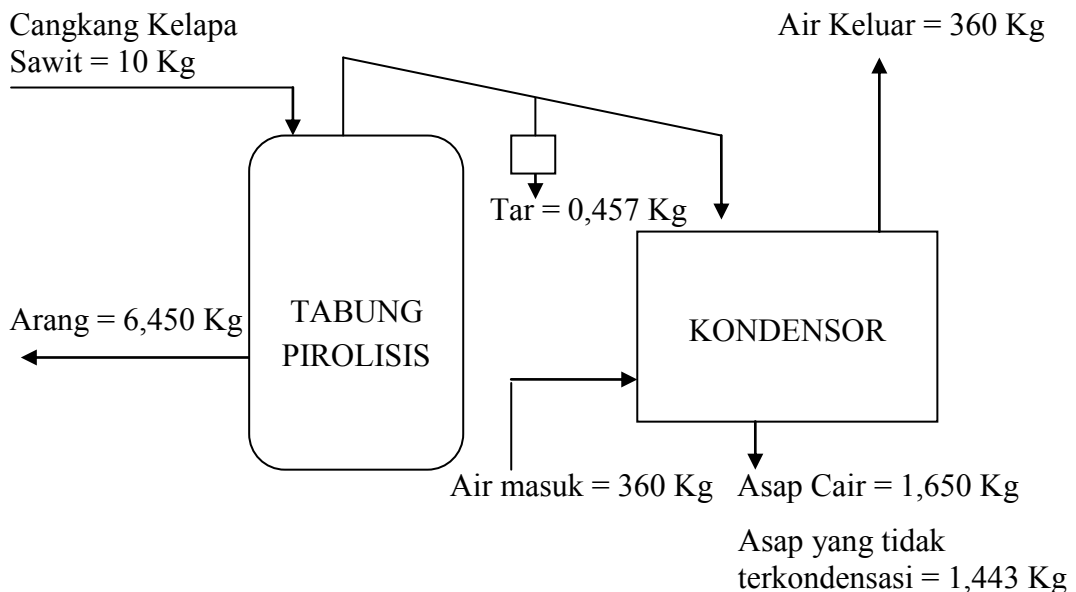 Cangkang Kelapa
Sawit = 10 Kg
Air Keluar = 360 Kg
Tar = 0,457 Kg
Arang = 6,450 Kg
TABUNG
PIROLISIS
KONDENSOR
Air masuk = 360 Kg
Asap Cair = 1,650 Kg
Asap yang tidak
terkondensasi = 1,443 Kg